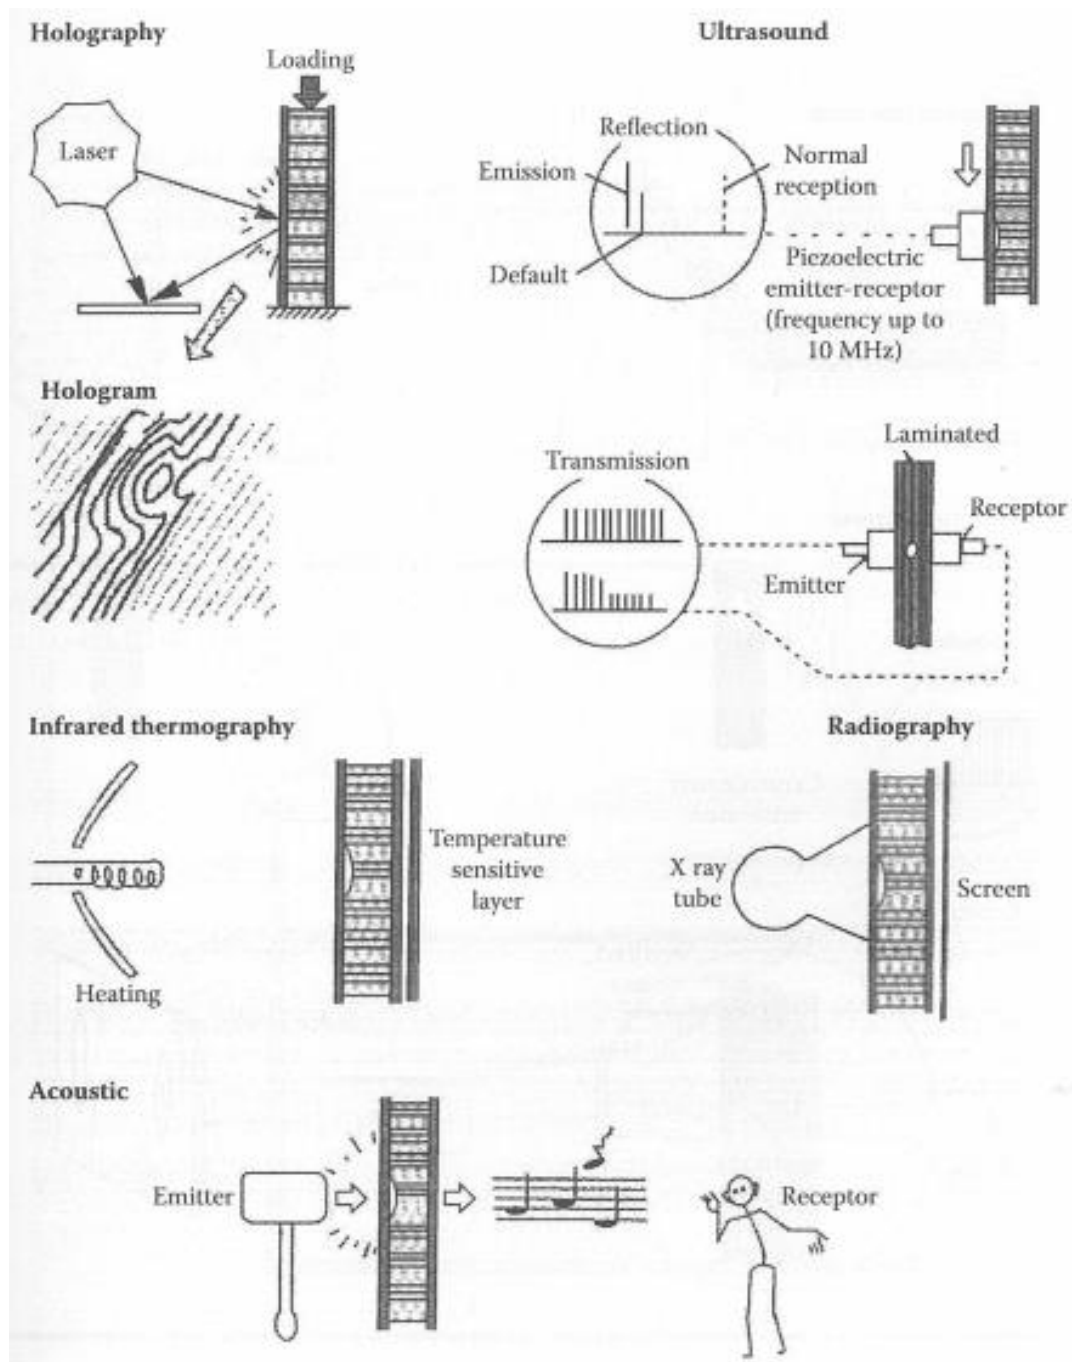 Holography
Loading
Laser
Hologram
Ultrasound
Reflection
Emission
Normal
reception
Default
Piezoelectric
emitter-receptor
(frequency up to
10 MHz)
Transmission
Laminated
Receptor
Emitter
Infrared thermography
Temperature
sensitive
layer
Heating
Radiography
X ray
tube
Screen
Acoustic
Emitter
Receptor